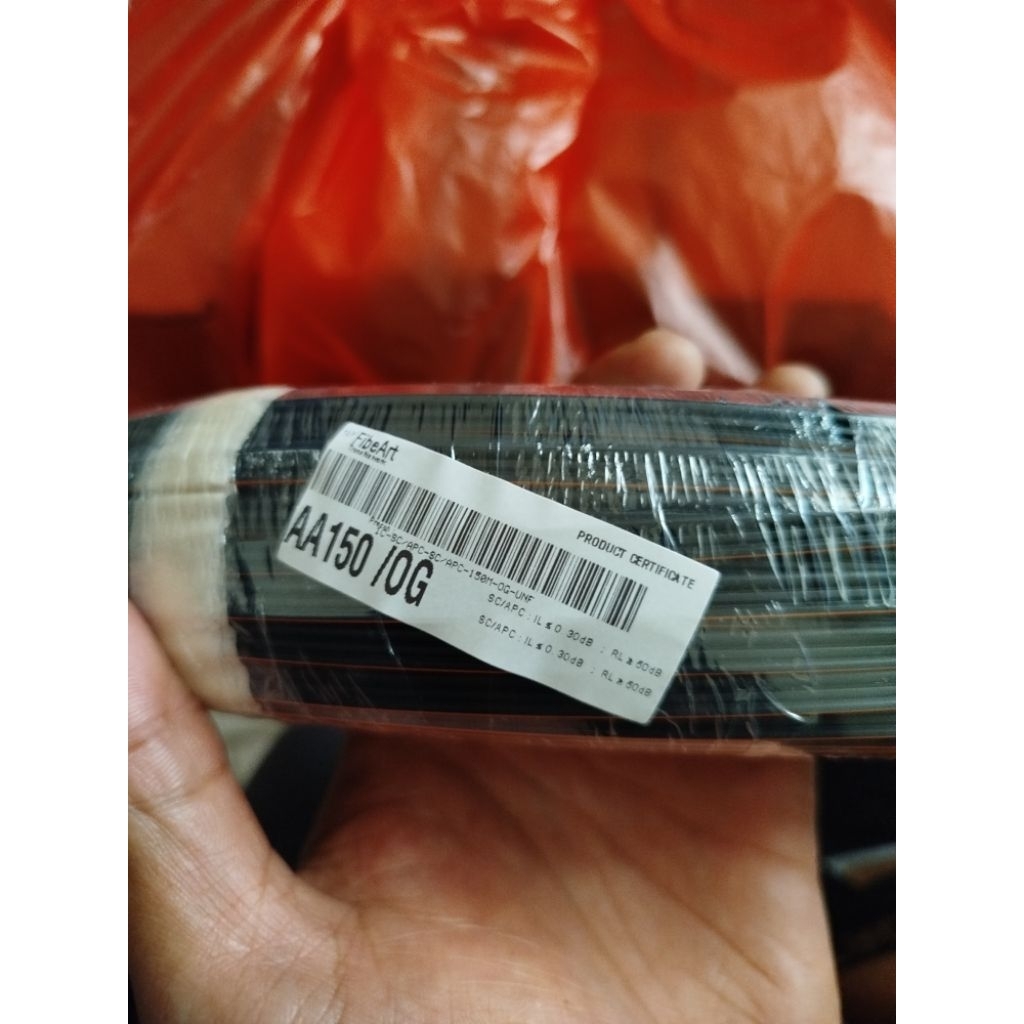 FibeArt
PRODUCT CERTIFICATE
C-SC/APC-SC/APC-150M-OG-UNF
AA150 /OG
SC/APC:IL≤0.30dB ; RL≥50dB
SC/APC:IL≤0.30dB ; RL≥50dB